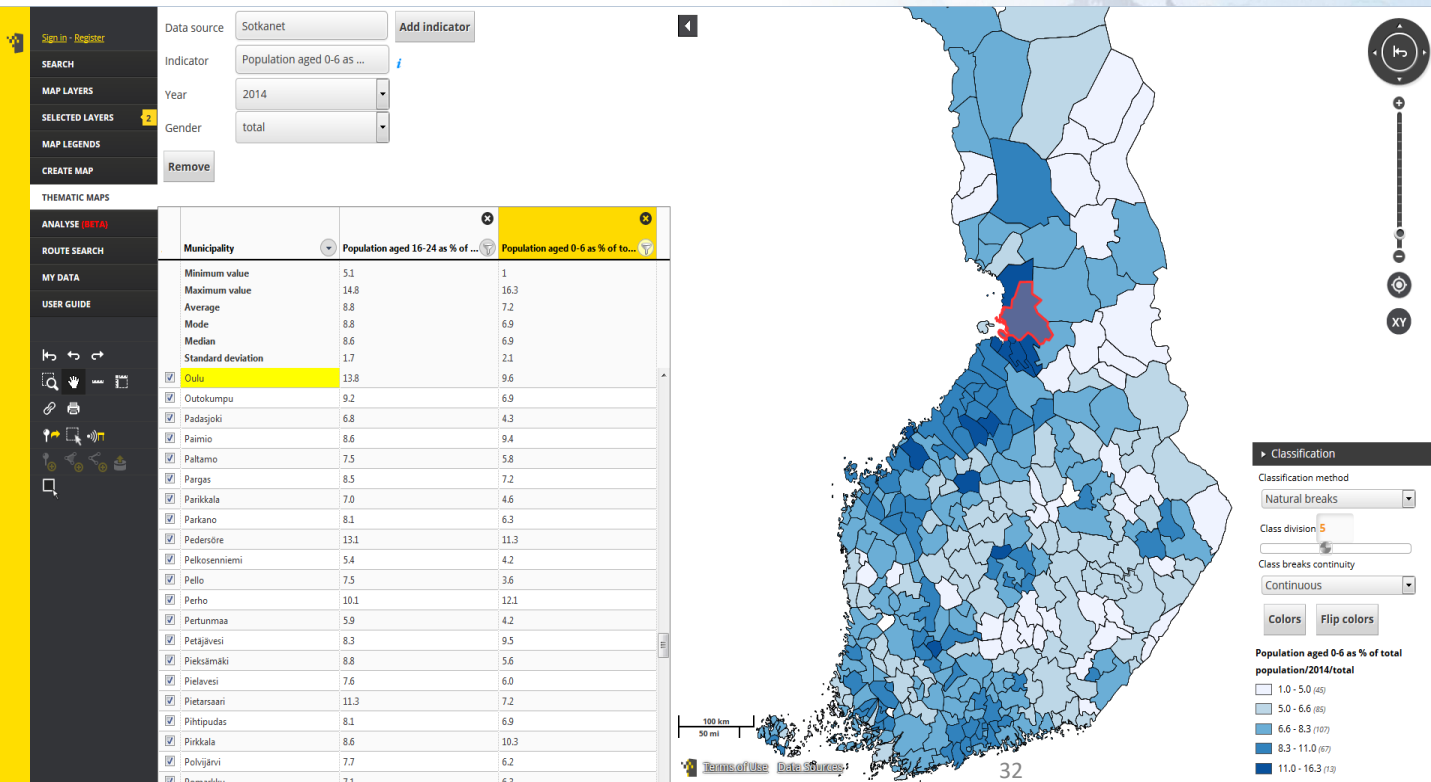 Sign in - Register
SEARCH
MAP LAYERS
SELECTED LAYERS 2
MAP LEGENDS
CREATE MAP
THEMATIC MAPS
ANALYSE (BETA)
ROUTE SEARCH
MY DATA
USER GUIDE
Data source Sotkanet Add indicator
Indicator Population aged 0-6 as ... i
Year 2014
Gender total
Remove
Municipality Population aged 16-24 as % of ... Population aged 0-6 as % of to...
Minimum value 5.1 1
Maximum value 14.8 16.3
Average 8.8 7.2
Mode 8.8 6.9
Median 8.6 6.9
Standard deviation 1.7 2.1
Oulu 13.8 9.6
Outokumpu 9.2 6.9
Padasjoki 6.8 4.3
Paimio 8.6 9.4
Paltamo 7.5 5.8
Pargas 8.5 7.2
Parikkala 7.0 4.6
Parkano 8.1 6.3
Pedersöre 13.1 11.3
Pelkosenniemi 5.4 4.2
Pello 7.5 3.6
Perho 10.1 12.1
Pertunmaa 5.9 4.2
Petäjävesi 8.3 9.5
Pieksämäki 8.8 5.6
Pielavesi 7.6 6.0
Pietarsaari 11.3 7.2
Pihtipudas 8.1 6.9
Pirkkala 8.6 10.3
Polvijärvi 7.7 6.2
Pomarkku 7.1 6.3
100 km
50 mi
Terms of Use Data Sources
32
XY
Classification
Classification method
Natural breaks
Class division 5
Class breaks continuity
Continuous
Colors Flip colors
Population aged 0-6 as % of total
population/2014/total
1.0 - 5.0 (45)
5.0 - 6.6 (85)
6.6 - 8.3 (107)
8.3 - 11.0 (67)
11.0 - 16.3 (13)